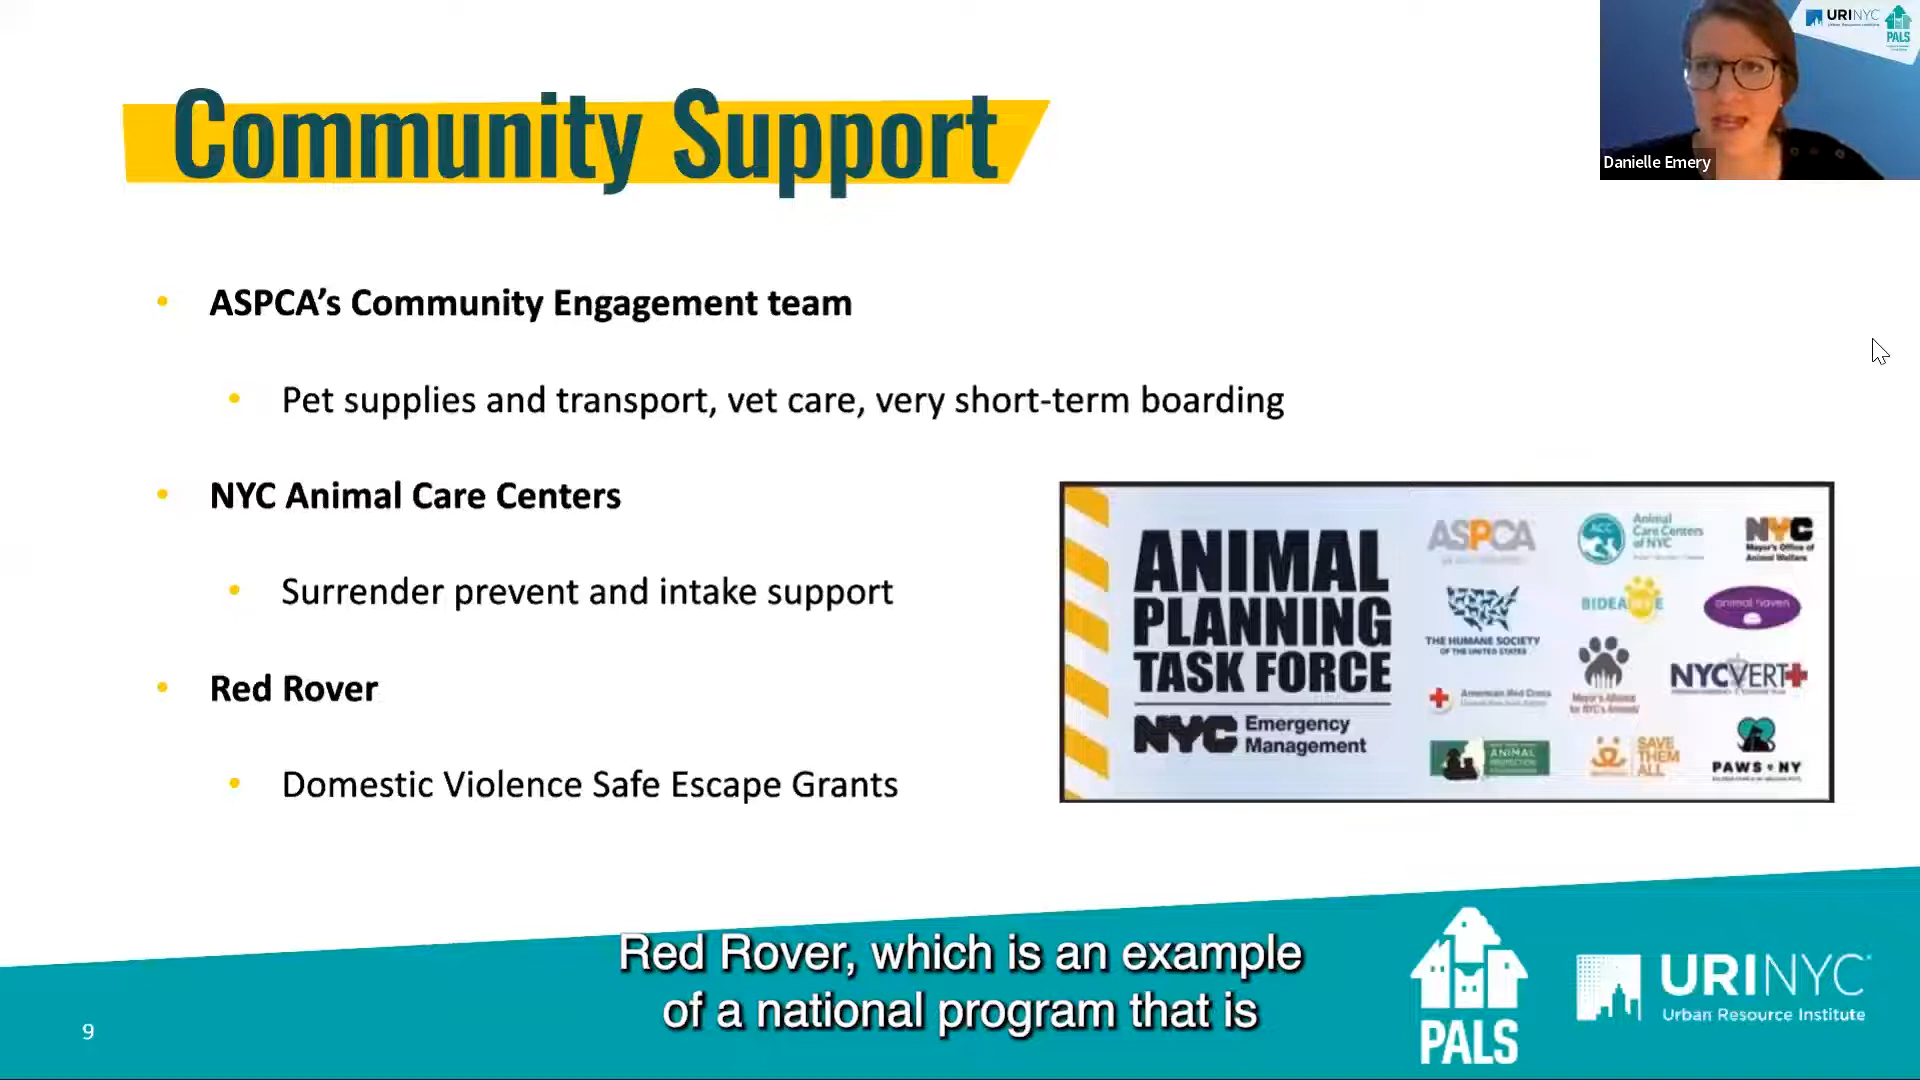 URINYC
PALS
Danielle Emery
Community Support
• ASPCA’s Community Engagement team
• Pet supplies and transport, vet care, very short-term boarding
• NYC Animal Care Centers
• Surrender prevent and intake support
• Red Rover
• Domestic Violence Safe Escape Grants
ANIMAL
PLANNING
TASK FORCE
NYC Emergency
Management
ASPCA
ACC
Animal
Care Centers
of NYC
NYC
Mayor's Office of
Animal Welfare
THE HUMANE SOCIETY
OF THE UNITED STATES
BIDEAWEE
animal haven
American Red Cross
Mayor's Alliance
for NYC's Animals
NYCVERT
ANIMAL
PROTECTION
SAVE
THEM
ALL
PAWS NY
Red Rover, which is an example
of a national program that is
9
PALS
URINYC
Urban Resource Institute